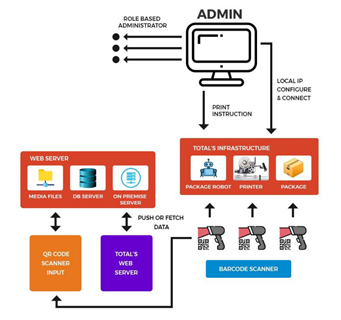 ADMIN
ROLE BASED
ADMINISTRATOR
LOCAL IP
CONFIGURE
& CONNECT
PRINT
INSTRUCTION
WEB SERVER
MEDIA FILES
DB SERVER
ON PREMISE
SERVER
TOTAL'S INFRASTRUCTURE
PACKAGE ROBOT
PRINTER
PACKAGE
PUSH OR FETCH
DATA
QR CODE
SCANNER
INPUT
TOTAL'S
WEB
SERVER
BARCODE SCANNER